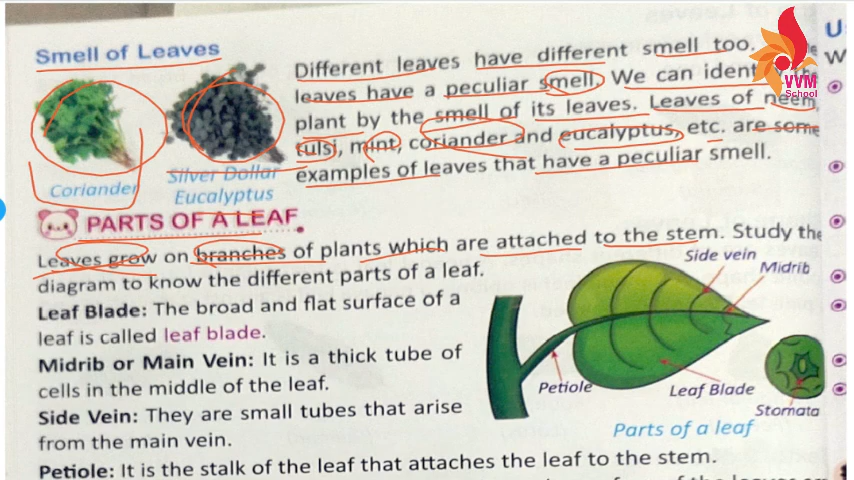 Smell of Leaves
Different leaves have different smell too.
leaves have a peculiar smell. We can
plant by the smell of its leaves. Leaves of neem,
tulsi, mint, coriander and eucalyptus, etc. are some
examples of leaves that have a peculiar smell.
Coriander
Silver Dollar
Eucalyptus
VVM
School
PARTS OF A LEAF
Leaves grow on branches of plants which are attached to the stem. Study the
diagram to know the different parts of a leaf.
Leaf Blade: The broad and flat surface of a
leaf is called leaf blade.
Midrib or Main Vein: It is a thick tube of
cells in the middle of the leaf.
Side Vein: They are small tubes that arise
from the main vein.
Petiole: It is the stalk of the leaf that attaches the leaf to the stem.
Side vein
Midrib
Petiole
Leaf Blade
Stomata
Parts of a leaf